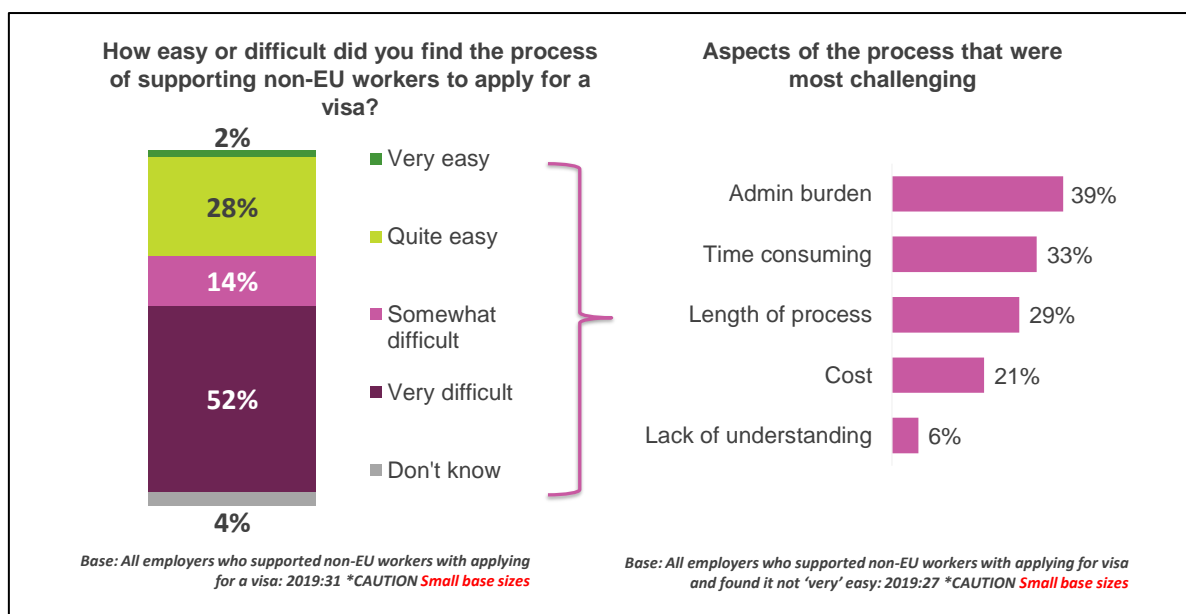 How easy or difficult did you find the process
of supporting non-EU workers to apply for a
visa?
2%
28%
14%
52%
4%
Very easy
Quite easy
Somewhat
difficult
Very difficult
Don't know
Base: All employers who supported non-EU workers with applying
for a visa: 2019:31 *CAUTION Small base sizes
Aspects of the process that were
most challenging
Admin burden 39%
Time consuming 33%
Length of process 29%
Cost 21%
Lack of understanding 6%
Base: All employers who supported non-EU workers with applying for visa
and found it not ‘very’ easy: 2019:27 *CAUTION Small base sizes